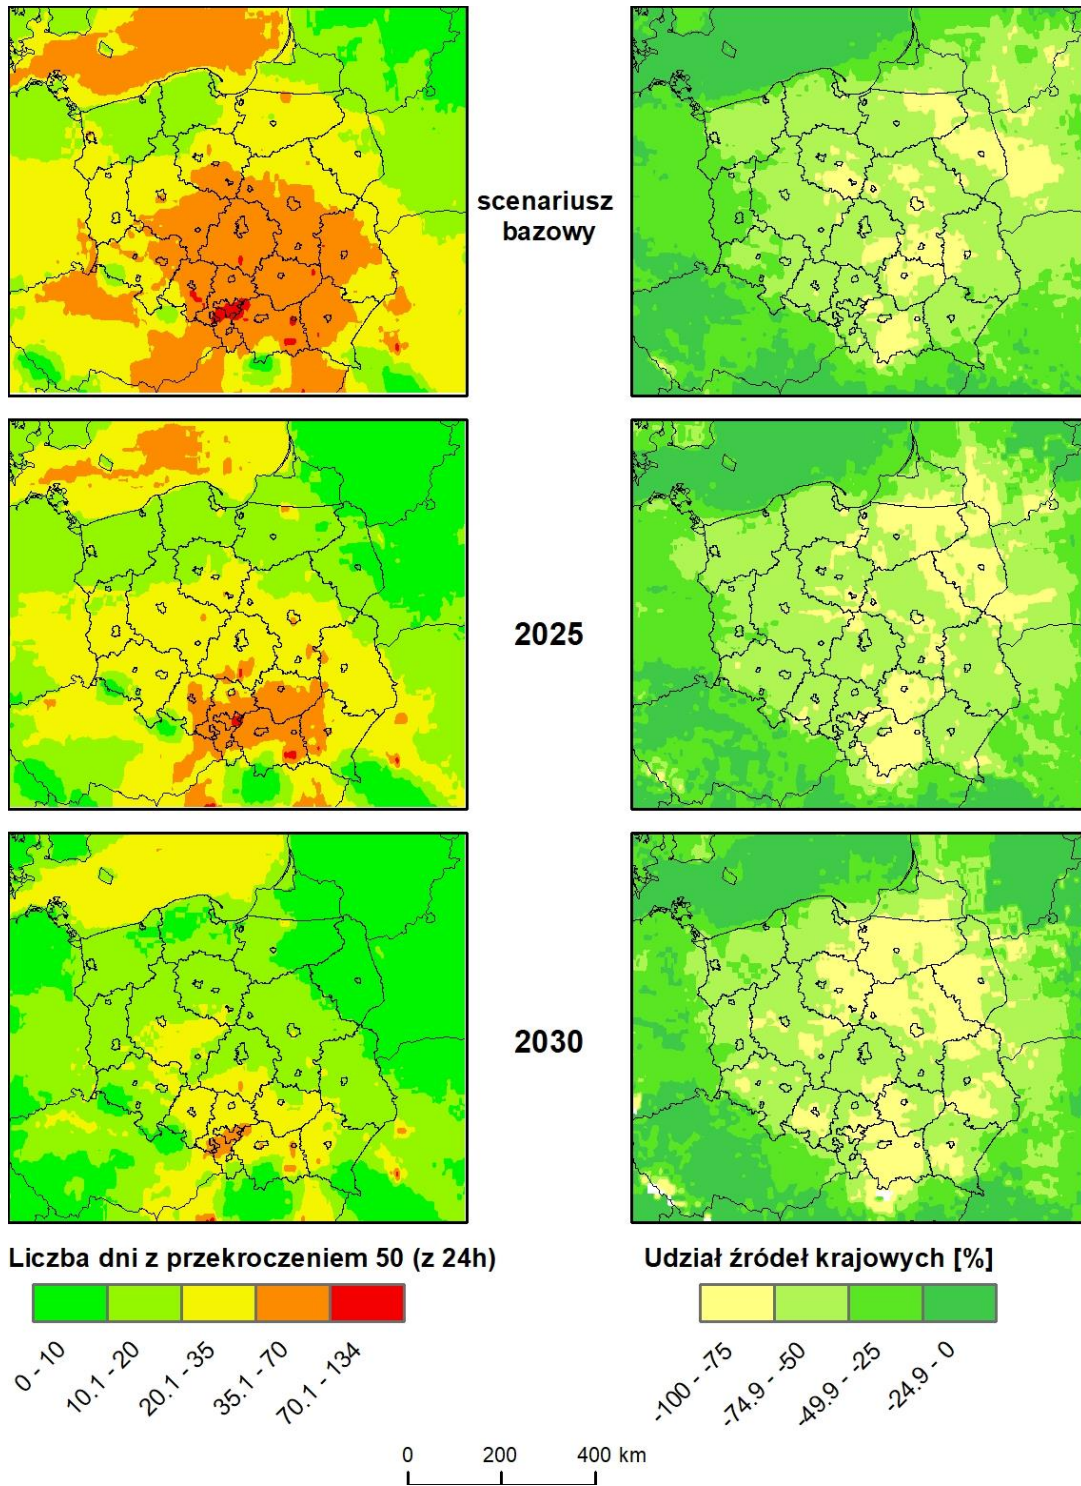 scenariusz
bazowy
2025
2030
Liczba dni z przekroczeniem 50 (z 24h)
0 - 10
10.1 - 20
20.1 - 35
35.1 - 70
70.1 - 134
Udział źródeł krajowych [%]
-100 - -75
-74.9 - -50
-49.9 - -25
-24.9 - 0
0 200 400 km